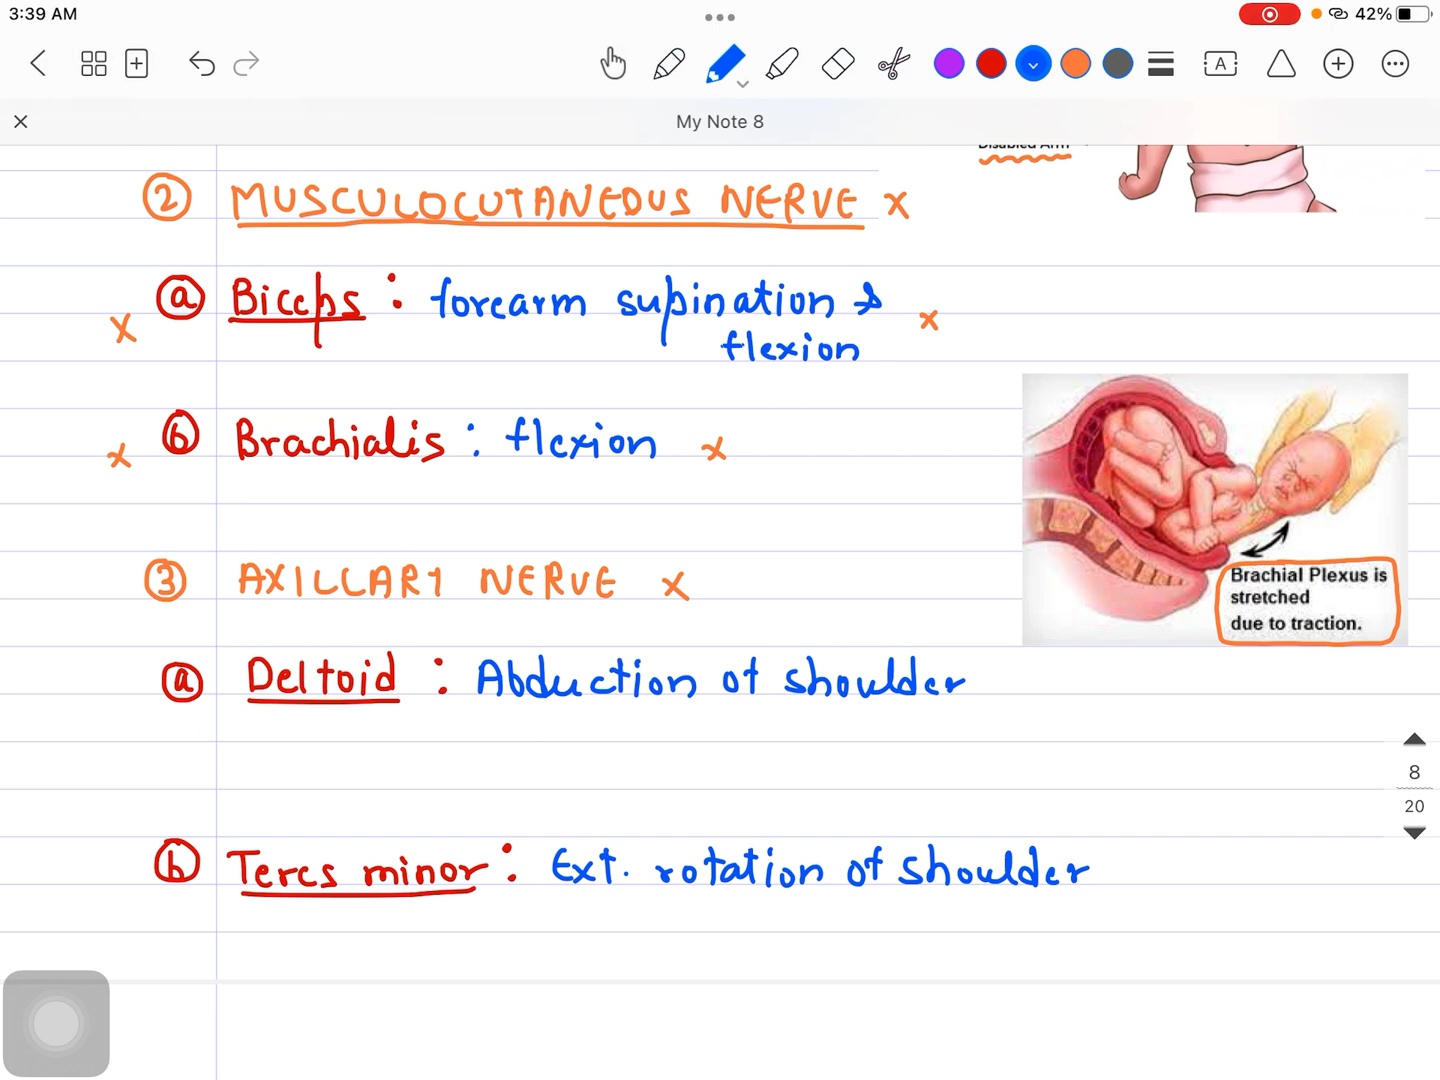 3:39 AM
42%
A
My Note 8
Disabled Arm
2 MUSCULOCUTANEOUS NERVE x
a Biceps : forearm supination &
x x
flexion
b Brachialis : flexion x
x
3 AXILLARY NERVE x
Brachial Plexus is
stretched
due to traction.
a Deltoid : Abduction of shoulder
8
20
b Teres minor : Ext. rotation of shoulder